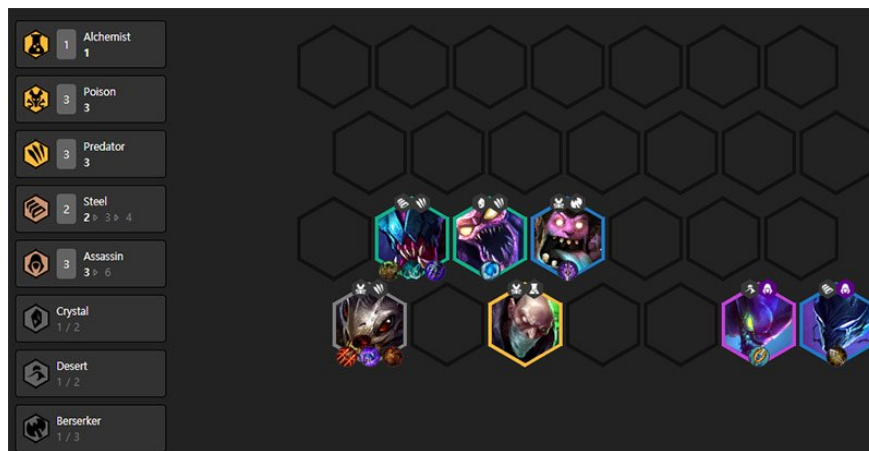 1 Alchemist
1
3 Poison
3
3 Predator
3
2 Steel
2 ▹ 3 ▹ 4
3 Assassin
3 ▹ 6
Crystal
1 / 2
Desert
1 / 2
Berserker
1 / 3